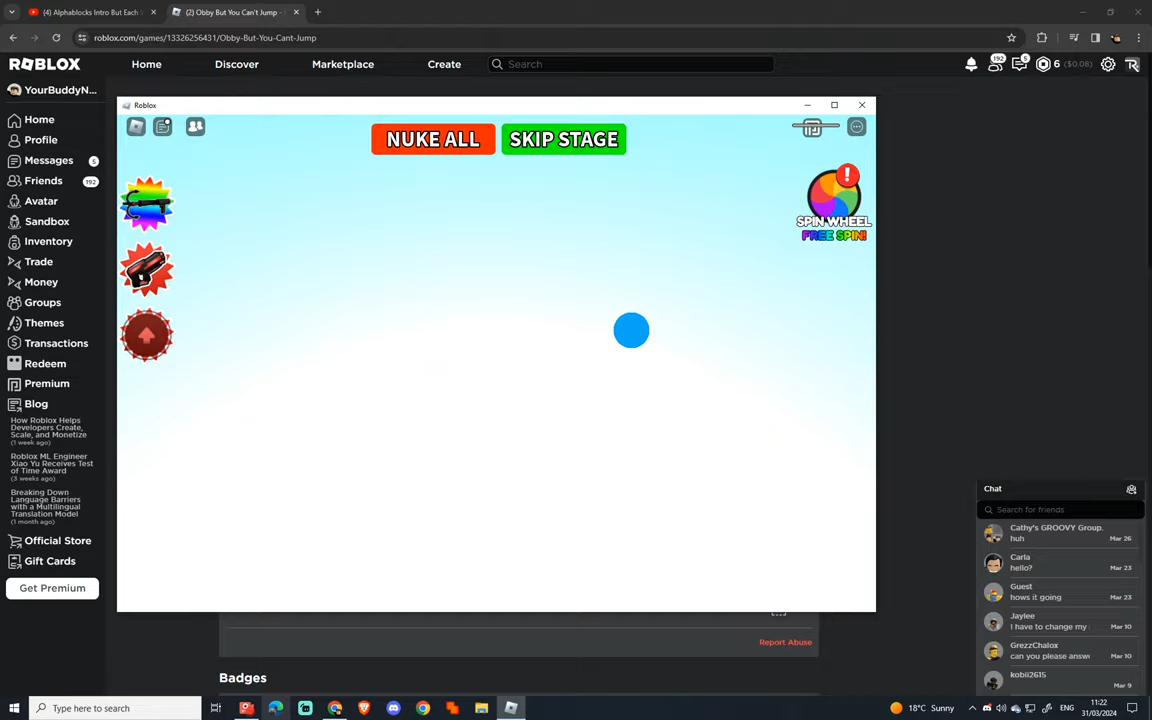 (4) Alphablocks Intro But Each
(2) Obby But You Can't Jump -
roblox.com/games/13326256431/Obby-But-You-Cant-Jump
ROBLOX
Home
Discover
Marketplace
Create
Search
192
5
6
($0.08)
YourBuddyN...
Home
Profile
Messages 5
Friends 192
Avatar
Sandbox
Inventory
Trade
Money
Groups
Themes
Transactions
Redeem
Premium
Blog
How Roblox Helps
Developers Create,
Scale, and Monetize
(1 week ago)
Roblox ML Engineer
Xiao Yu Receives Test
of Time Award
(3 weeks ago)
Breaking Down
Language Barriers
with a Multilingual
Translation Model
(1 month ago)
Official Store
Gift Cards
Get Premium
Roblox
NUKE ALL
SKIP STAGE
!
SPIN WHEEL
FREE SPIN!
Report Abuse
Badges
Chat
Search for friends
Cathy's GROOVY Group.
huh Mar 26
Carla
hello? Mar 23
Guest
hows it going Mar 23
Jaylee
I have to change my Mar 10
GrezzChalox
can you please answ Mar 10
kobii2615
Mar 9
Type here to search
18°C Sunny
ENG
11:22
31/03/2024